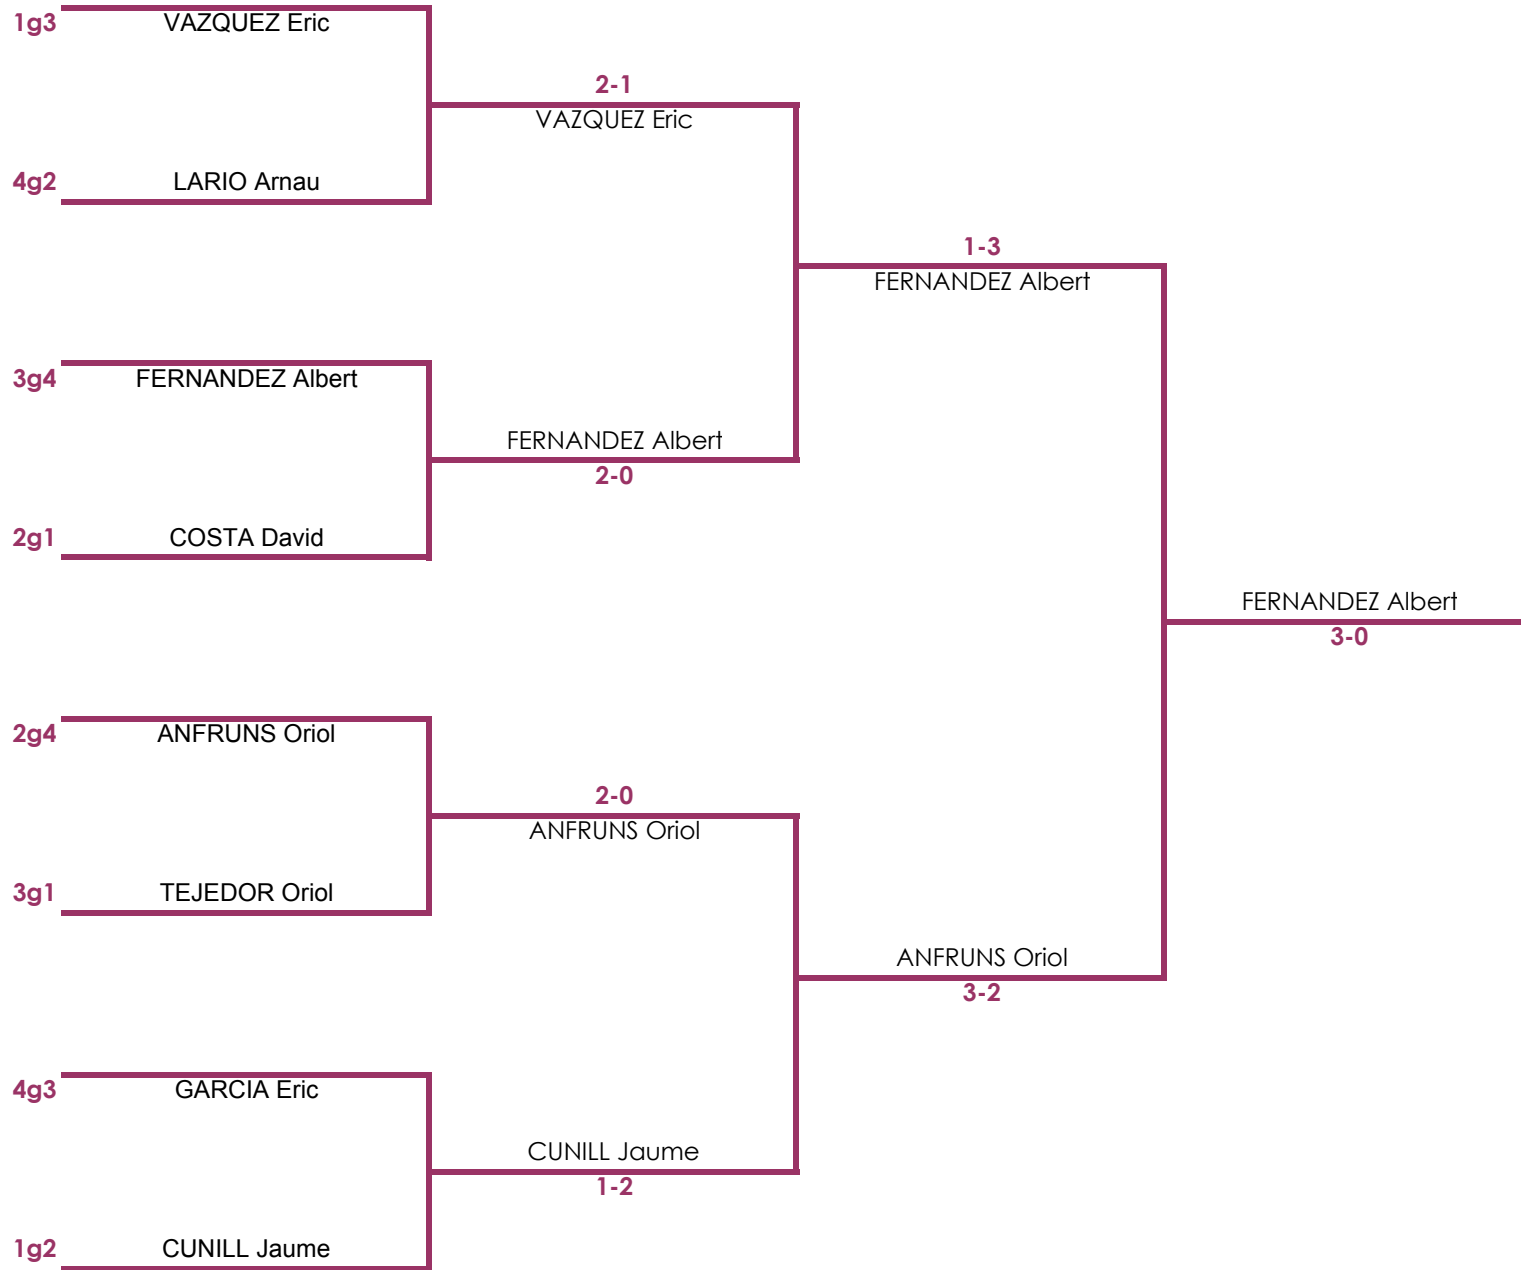 1g3 VAZQUEZ Eric
2-1
VAZQUEZ Eric
4g2 LARIO Arnau
1-3
FERNANDEZ Albert
3g4 FERNANDEZ Albert
FERNANDEZ Albert
2-0
2g1 COSTA David
FERNANDEZ Albert
3-0
2g4 ANFRUNS Oriol
2-0
ANFRUNS Oriol
3g1 TEJEDOR Oriol
ANFRUNS Oriol
3-2
4g3 GARCIA Eric
CUNILL Jaume
1-2
1g2 CUNILL Jaume